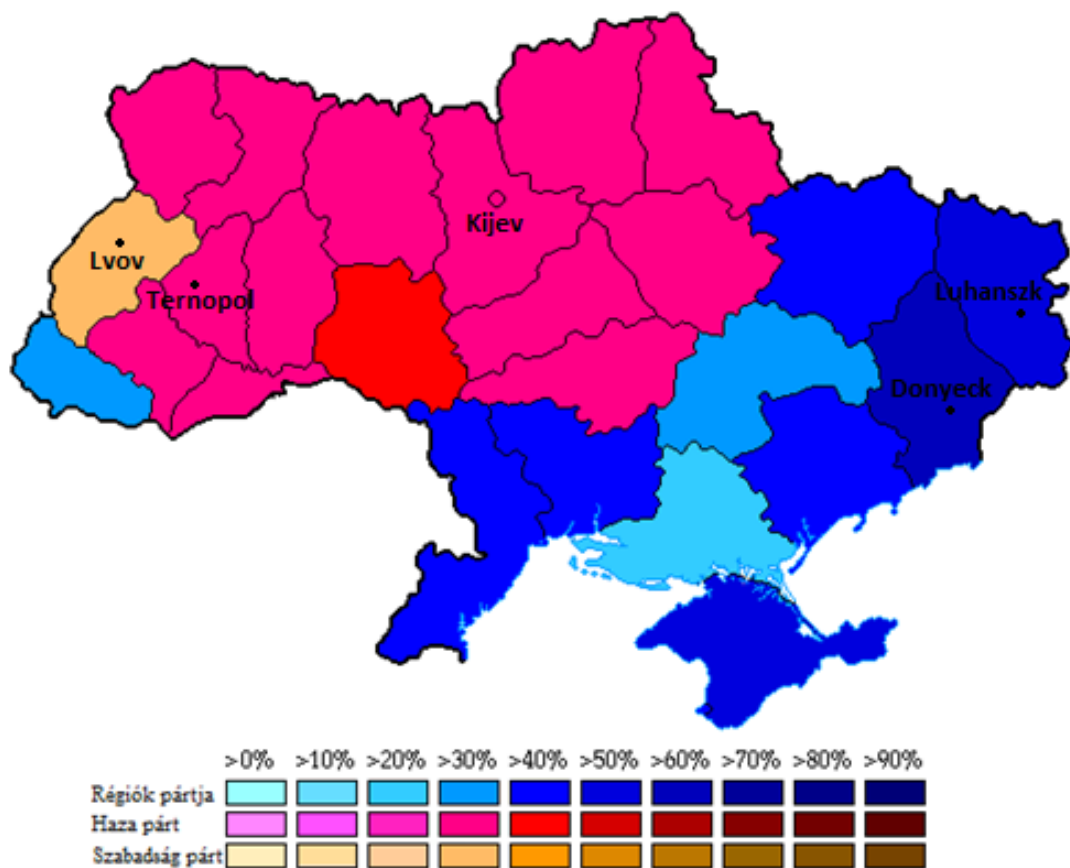 Kijev
Lvov
Ternopol
Luhanszk
Donyeck
>0% >10% >20% >30% >40% >50% >60% >70% >80% >90%
Régiók pártja
Haza párt
Szabadság párt